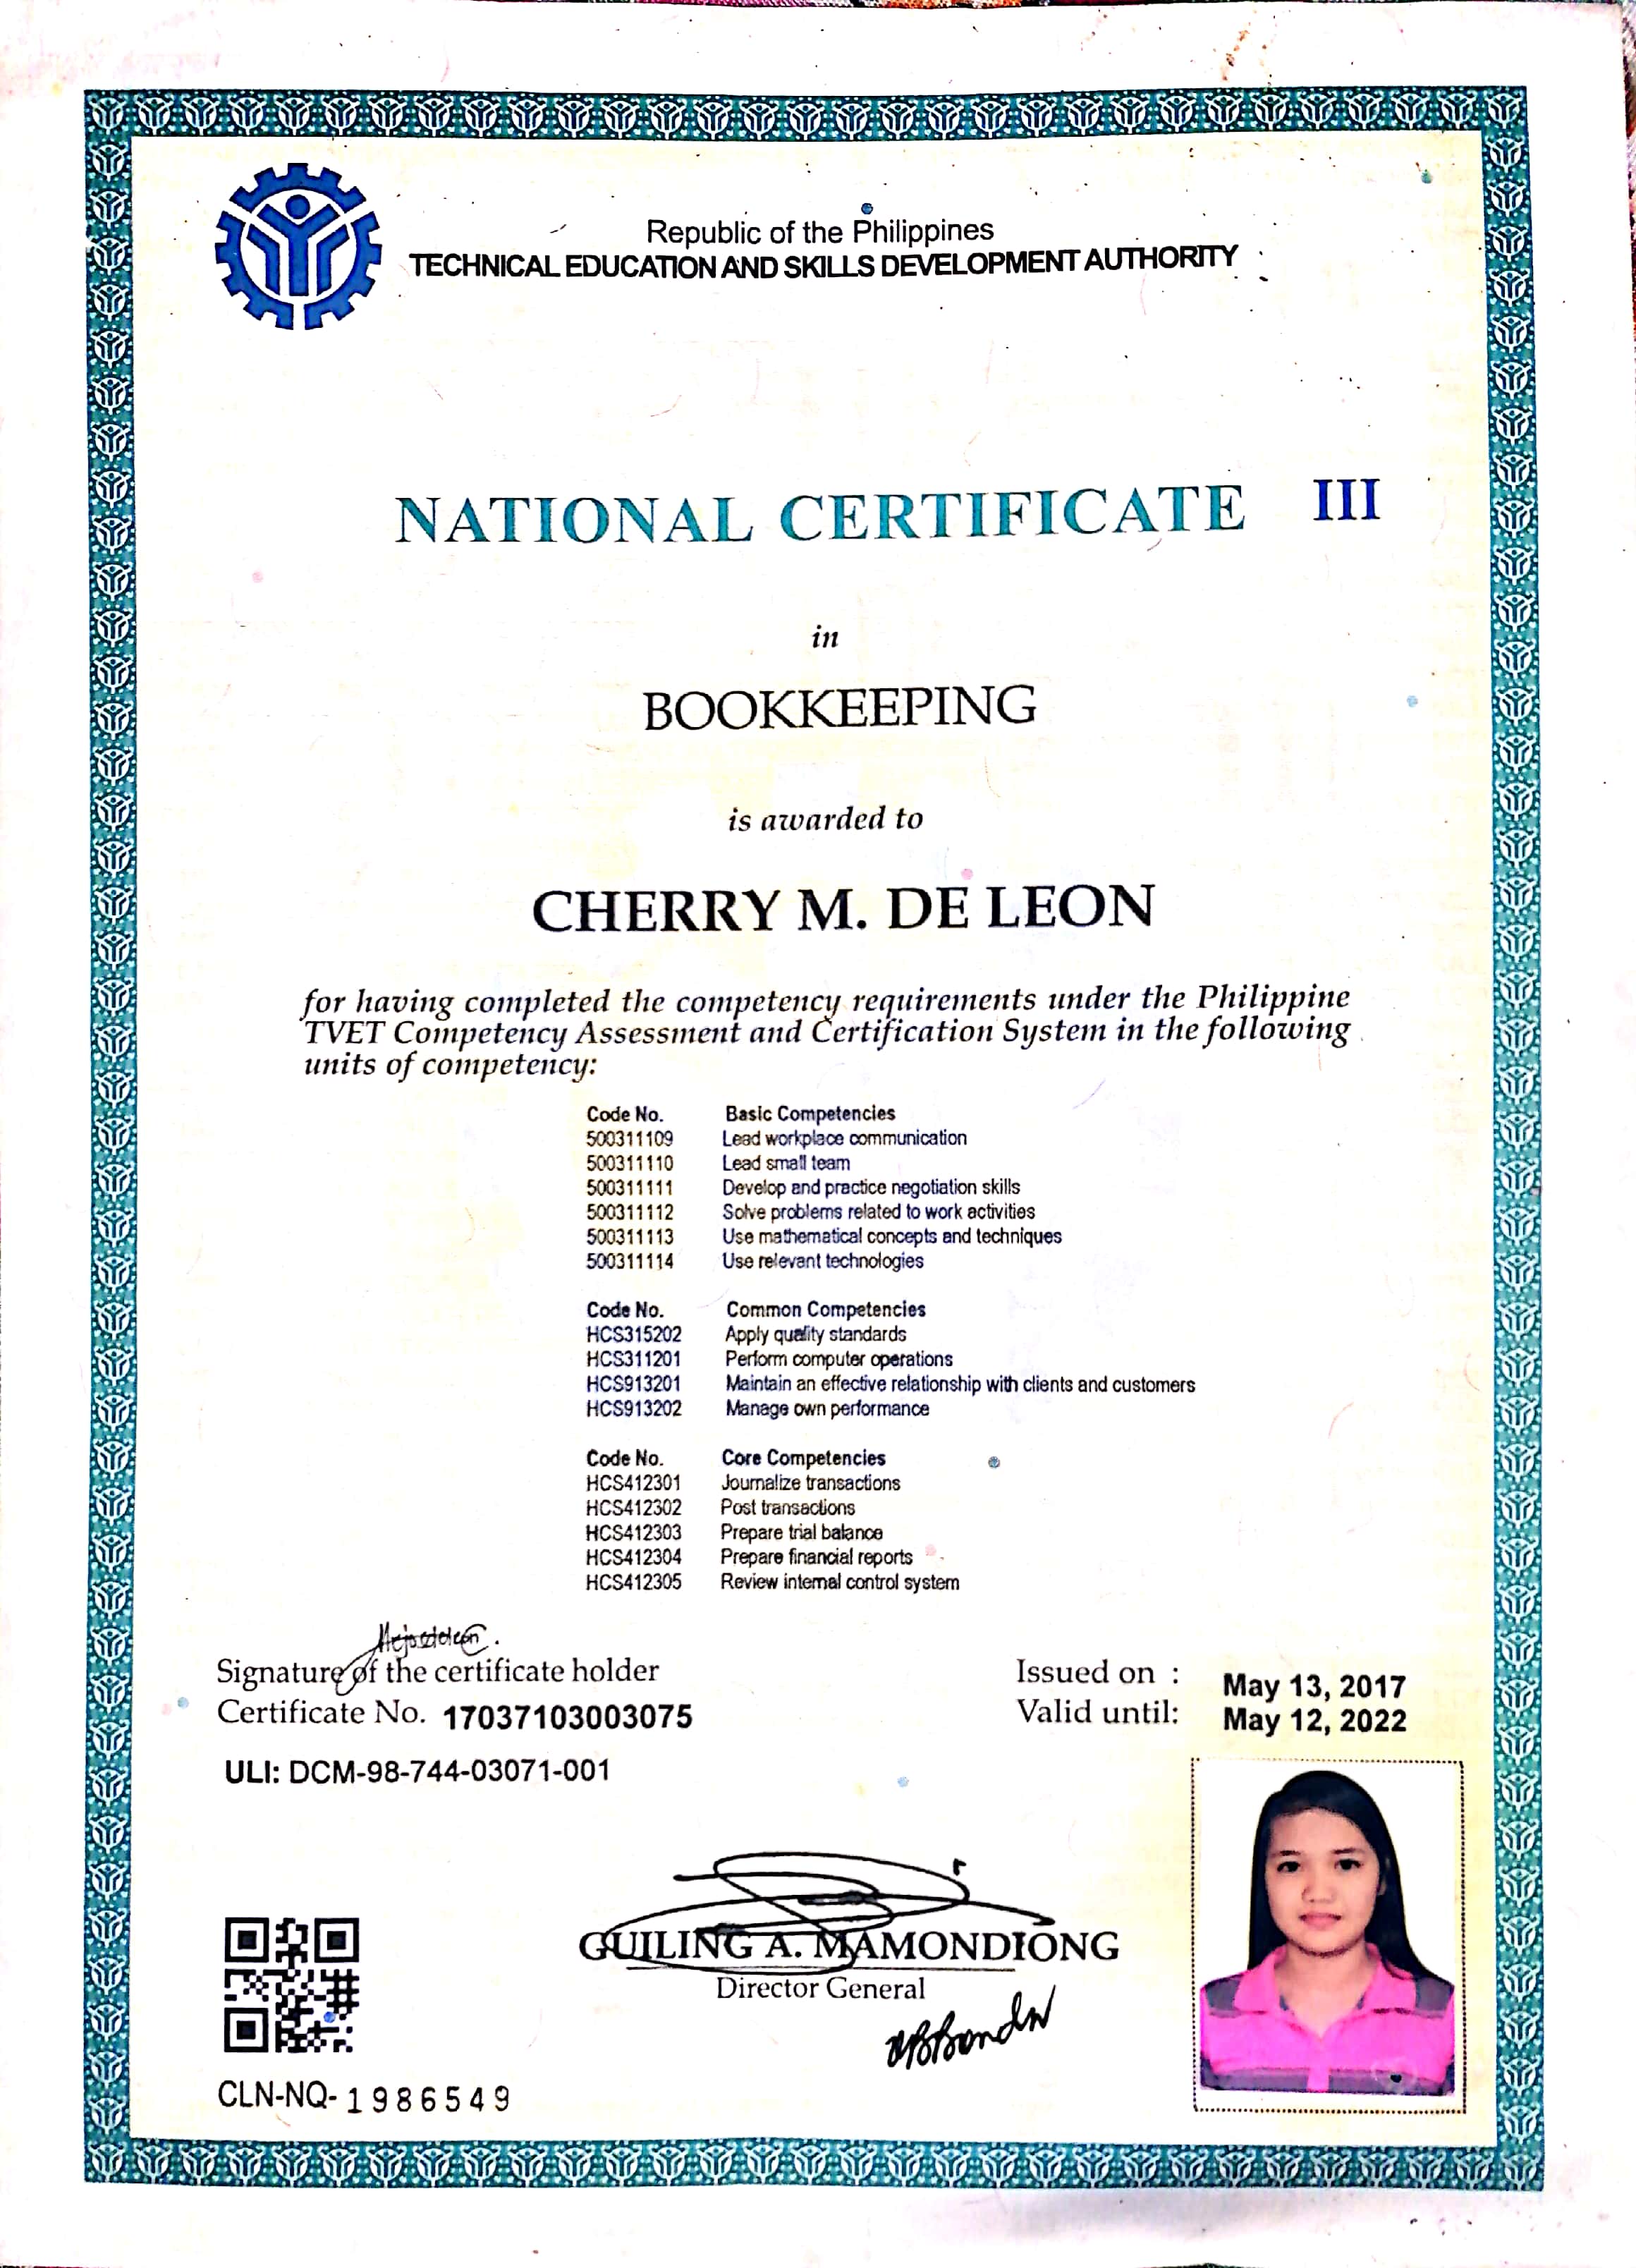 Republic of the Philippines
TECHNICAL EDUCATION AND SKILLS DEVELOPMENT AUTHORITY
NATIONAL CERTIFICATE III
in
BOOKKEEPING
is awarded to
CHERRY M. DE LEON
for having completed the competency requirements under the Philippine
TVET Competency Assessment and Certification System in the following
units of competency:
Code No. Basic Competencies
500311109 Lead workplace communication
500311110 Lead small team
500311111 Develop and practice negotiation skills
500311112 Solve problems related to work activities
500311113 Use mathematical concepts and techniques
500311114 Use relevant technologies
Code No. Common Competencies
HCS315202 Apply quality standards
HCS311201 Perform computer operations
HCS913201 Maintain an effective relationship with clients and customers
HCS913202 Manage own performance
Code No. Core Competencies
HCS412301 Journalize transactions
HCS412302 Post transactions
HCS412303 Prepare trial balance
HCS412304 Prepare financial reports
HCS412305 Review internal control system
Signature of the certificate holder
Certificate No. 17037103003075
ULI: DCM-98-744-03071-001
Issued on : May 13, 2017
Valid until: May 12, 2022
GUILING A. MAMONDIONG
Director General
CLN-NQ- 1986549